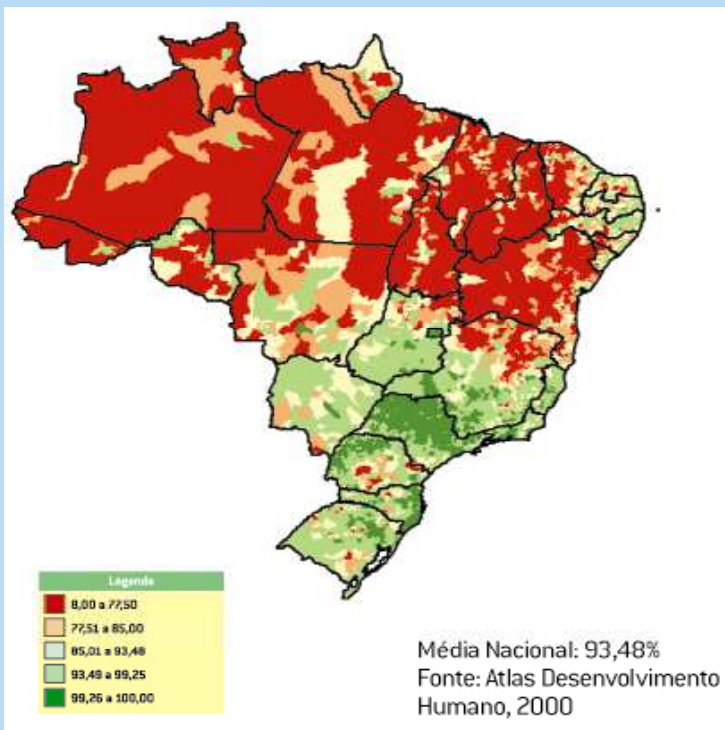 Legenda
8,00 a 77,50
77,51 a 85,00
85,01 a 93,48
93,49 a 99,25
99,26 a 100,00
Média Nacional: 93,48%
Fonte: Atlas Desenvolvimento
Humano, 2000